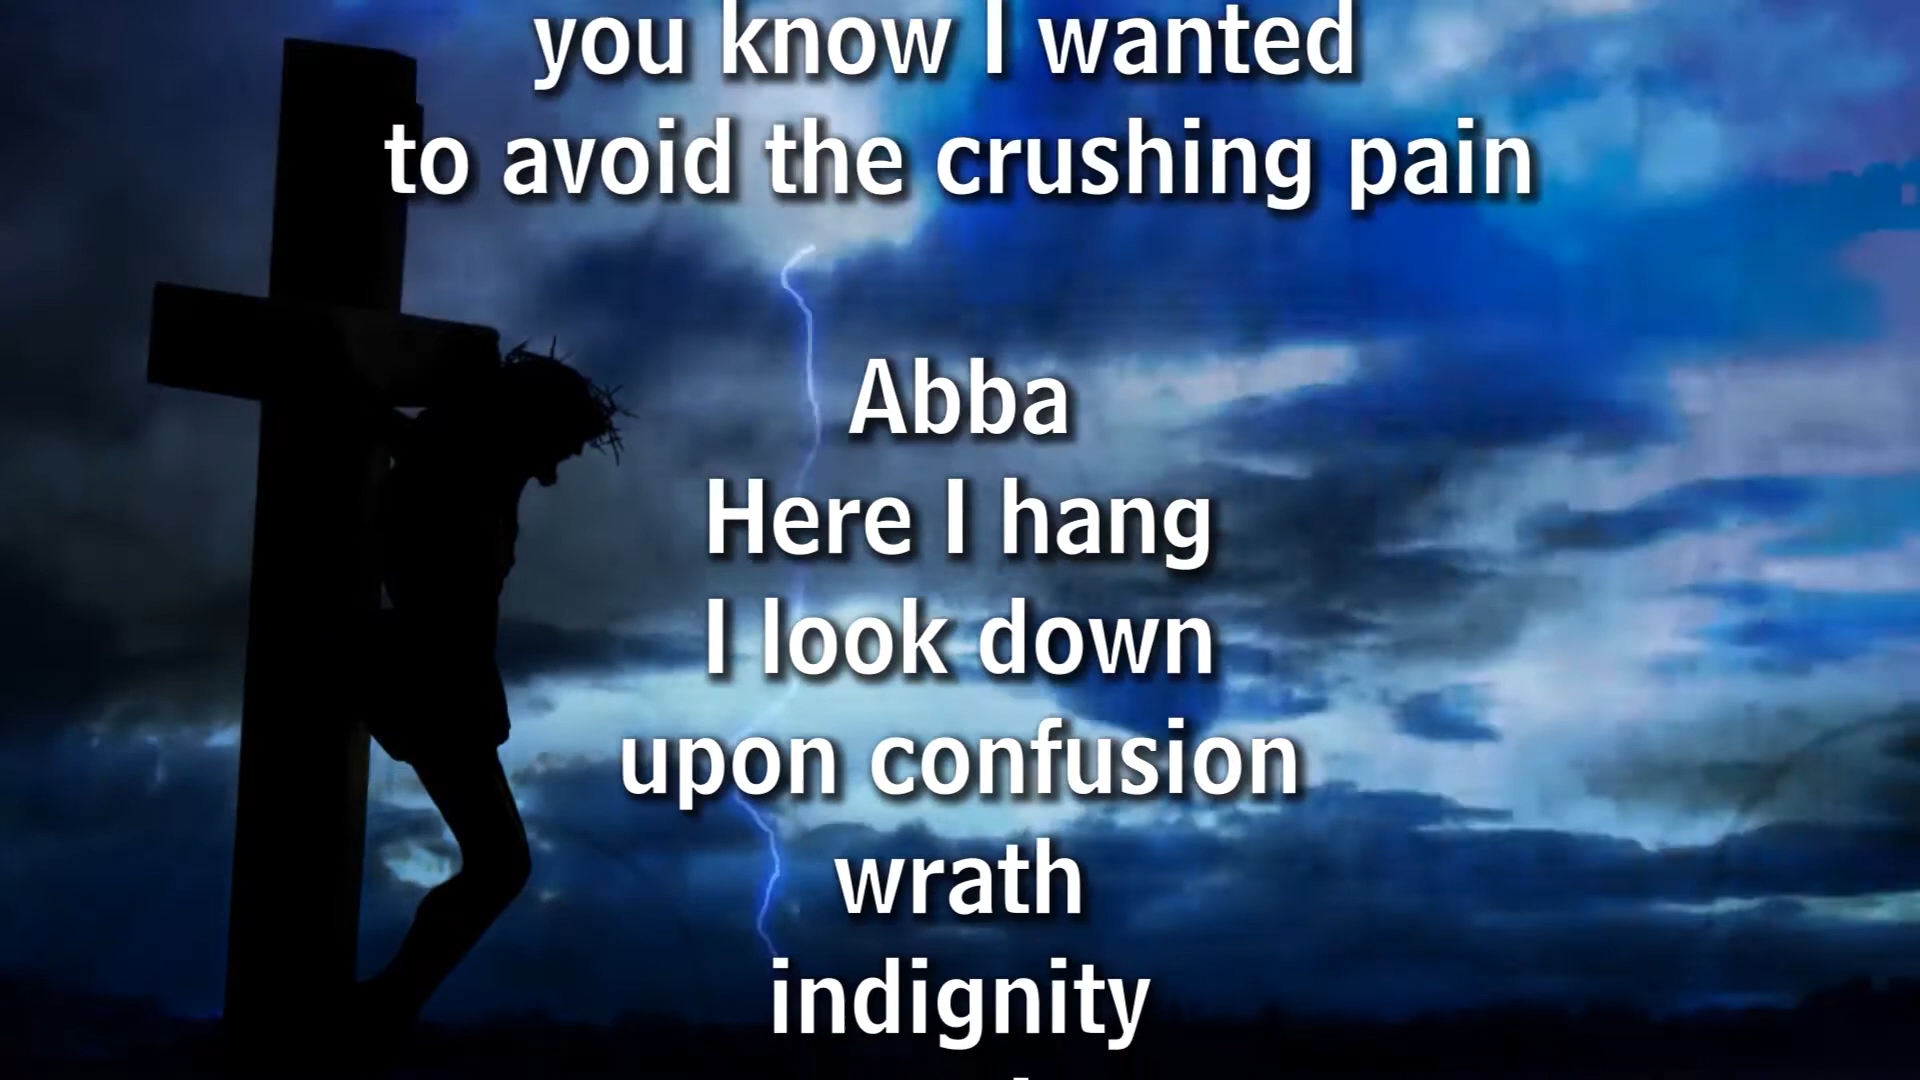 you know I wanted
to avoid the crushing pain
Abba
Here I hang
I look down
upon confusion
wrath
indignity